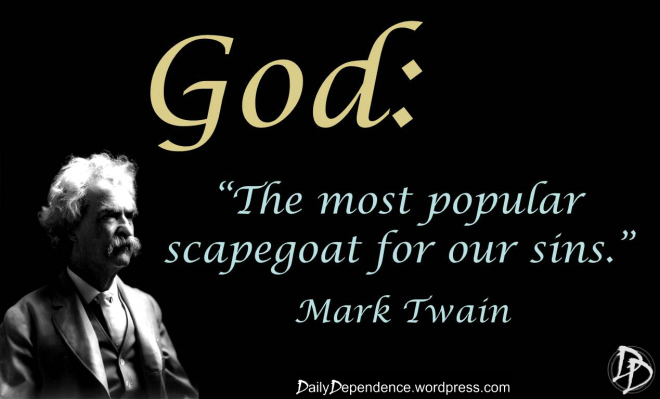 God:
“The most popular
scapegoat for our sins.”
Mark Twain
DailyDependence.wordpress.com
DD